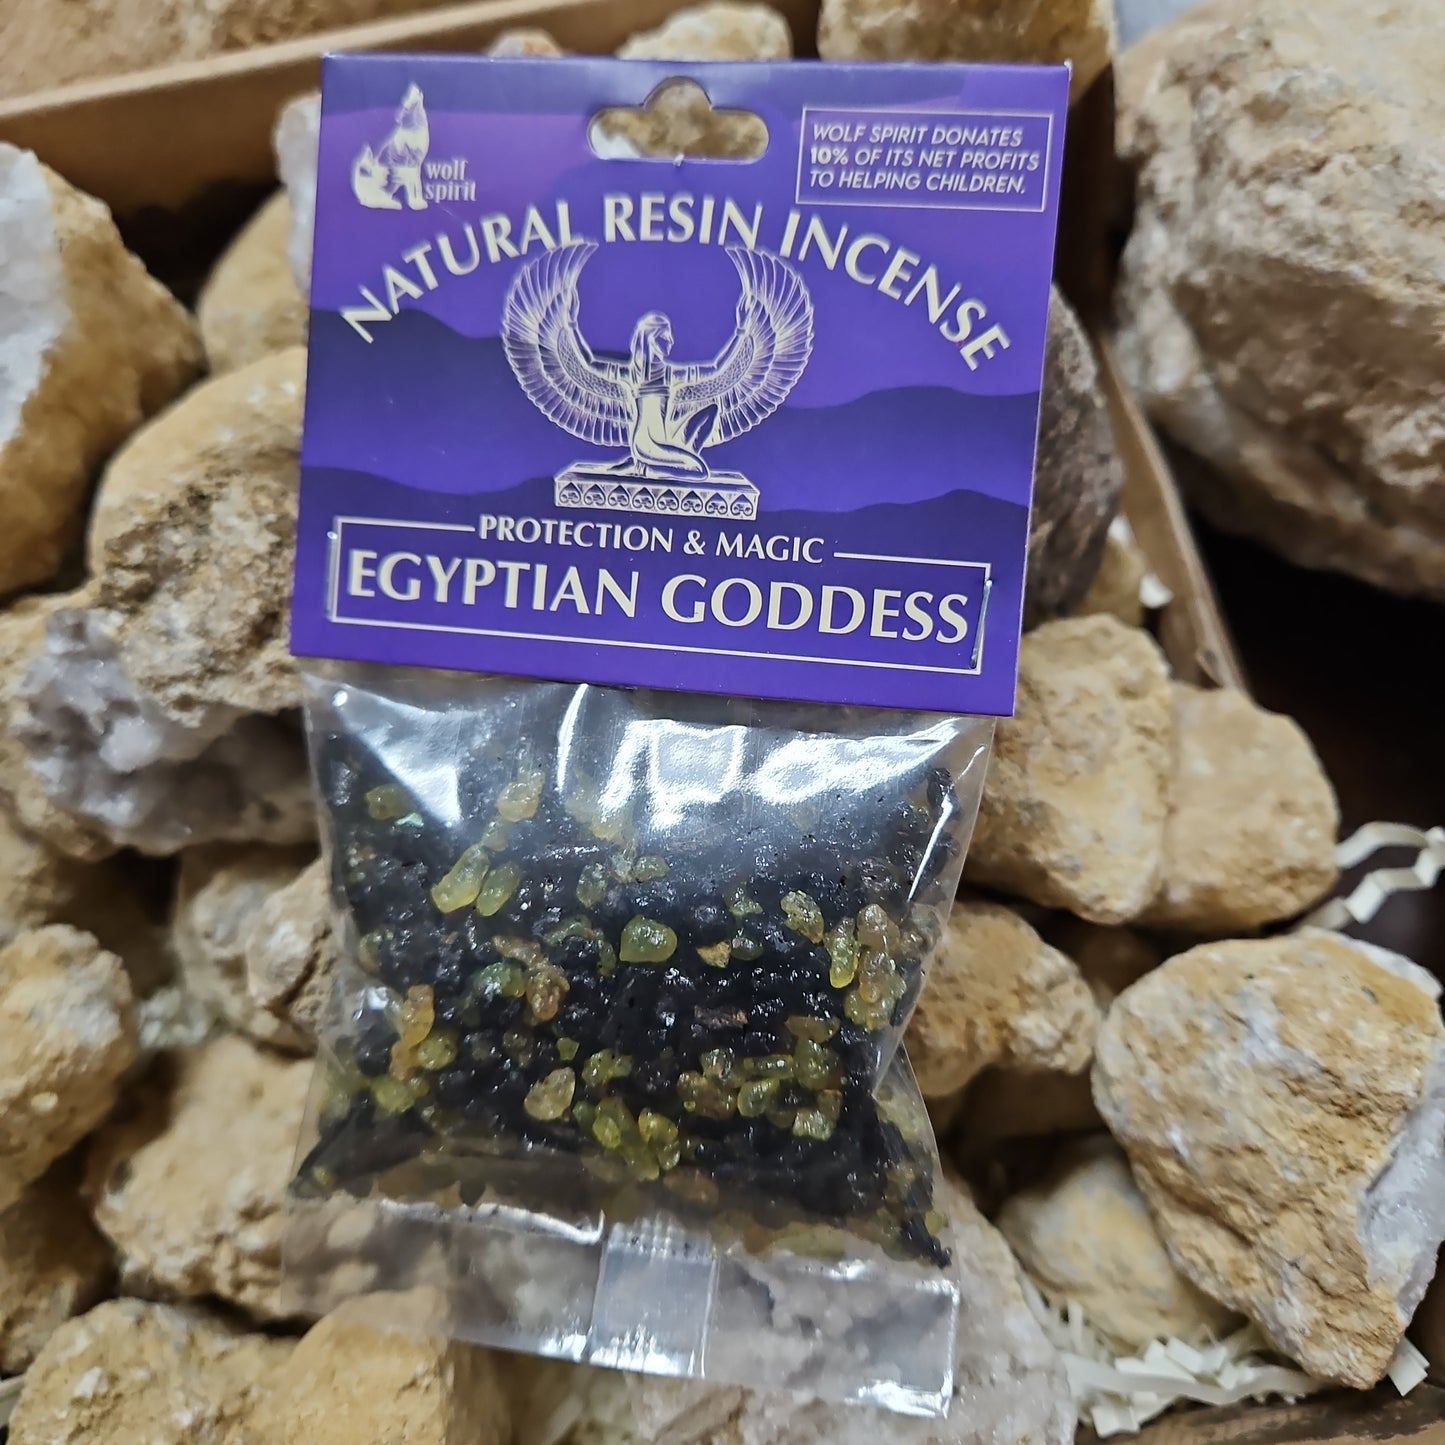 wolf
spirit
WOLF SPIRIT DONATES
10% OF ITS NET PROFITS
TO HELPING CHILDREN.
NATURAL RESIN INCENSE
PROTECTION & MAGIC
EGYPTIAN GODDESS